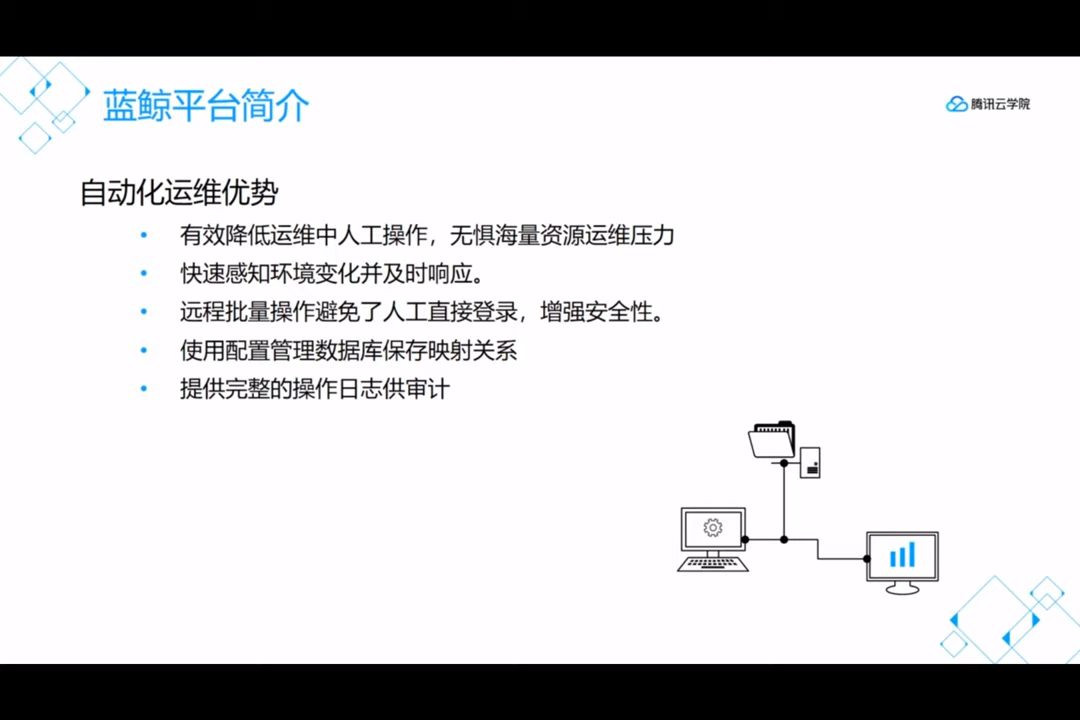 蓝鲸平台简介
腾讯云学院
自动化运维优势
• 有效降低运维中人工操作，无惧海量资源运维压力
• 快速感知环境变化并及时响应。
• 远程批量操作避免了人工直接登录，增强安全性。
• 使用配置管理数据库保存映射关系
• 提供完整的操作日志供审计